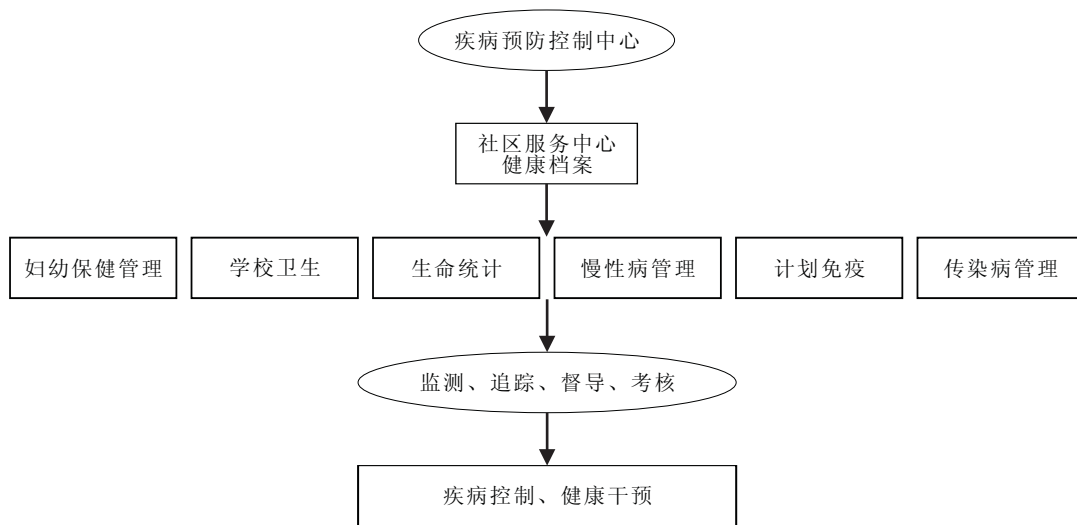 疾病预防控制中心
社区服务中心
健康档案
妇幼保健管理
学校卫生
生命统计
慢性病管理
计划免疫
传染病管理
监测、追踪、督导、考核
疾病控制、健康干预